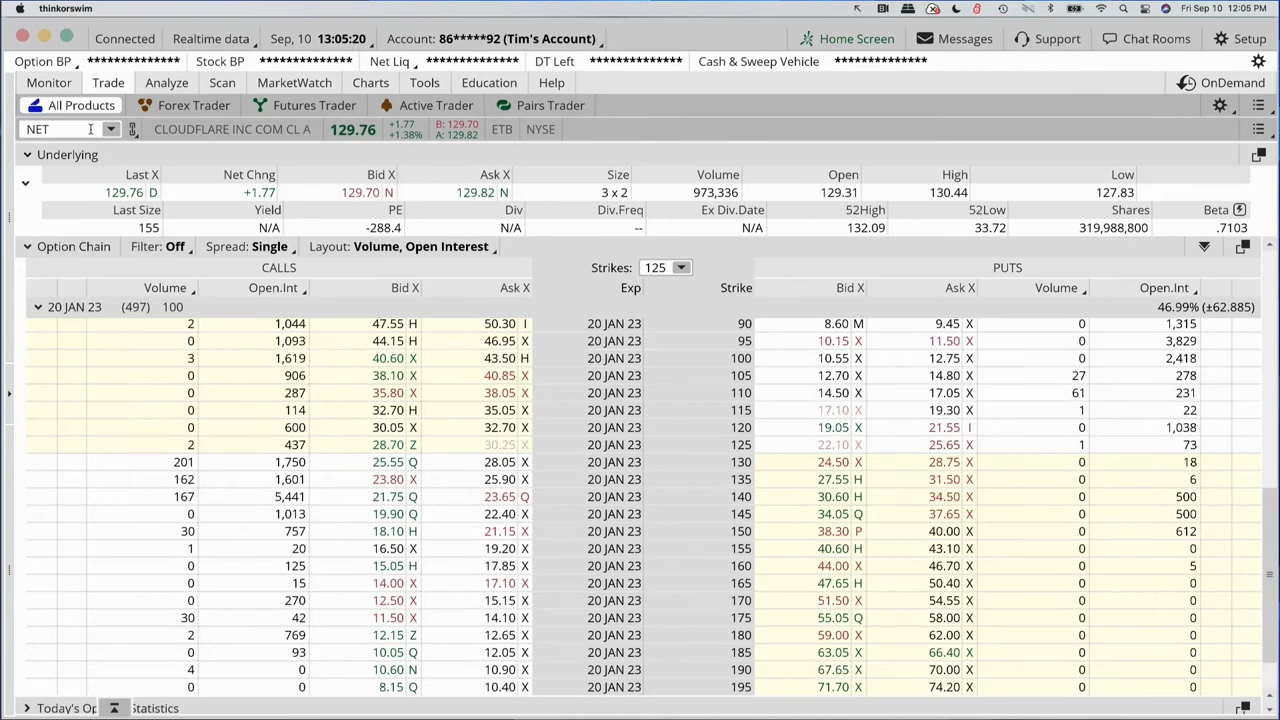 thinkorswim Fri Sep 10 12:05 PM
Connected Realtime data Sep, 10 13:05:20 Account: 86*****92 (Tim's Account) Home Screen Messages Support Chat Rooms Setup
Option BP ************** Stock BP ************** Net Liq ************** DT Left ************** Cash & Sweep Vehicle **************
Monitor Trade Analyze Scan MarketWatch Charts Tools Education Help OnDemand
All Products Forex Trader Futures Trader Active Trader Pairs Trader
NET CLOUDFLARE INC COM CL A 129.76 +1.77 +1.38% B: 129.70 A: 129.82 ETB NYSE
Underlying
Last X Net Chng Bid X Ask X Size Volume Open High Low
129.76 D +1.77 129.70 N 129.82 N 3 x 2 973,336 129.31 130.44 127.83
Last Size Yield PE Div Div.Freq Ex Div.Date 52High 52Low Shares Beta
155 N/A -288.4 N/A -- N/A 132.09 33.72 319,988,800 .7103
Option Chain Filter: Off Spread: Single Layout: Volume, Open Interest
CALLS Strikes: 125 PUTS
Volume Open.Int Bid X Ask X Exp Strike Bid X Ask X Volume Open.Int
20 JAN 23 (497) 100 46.99% (±62.885)
2 1,044 47.55 H 50.30 I 20 JAN 23 90 8.60 M 9.45 X 0 1,315
0 1,093 44.15 H 46.95 X 20 JAN 23 95 10.15 X 11.50 X 0 3,829
3 1,619 40.60 X 43.50 H 20 JAN 23 100 10.55 X 12.75 X 0 2,418
0 906 38.10 X 40.85 X 20 JAN 23 105 12.70 X 14.80 X 27 278
0 287 35.80 X 38.05 X 20 JAN 23 110 14.50 X 17.05 X 61 231
0 114 32.70 H 35.05 X 20 JAN 23 115 17.10 X 19.30 X 1 22
0 600 30.05 X 32.70 X 20 JAN 23 120 19.05 X 21.55 I 0 1,038
2 437 28.70 Z 30.25 X 20 JAN 23 125 22.10 X 25.65 X 1 73
201 1,750 25.55 Q 28.05 X 20 JAN 23 130 24.50 X 28.75 X 0 18
162 1,601 23.80 X 25.90 X 20 JAN 23 135 27.55 H 31.50 X 0 6
167 5,441 21.75 Q 23.65 Q 20 JAN 23 140 30.60 H 34.50 X 0 500
0 1,013 19.90 Q 22.40 X 20 JAN 23 145 34.05 Q 37.65 X 0 500
30 757 18.10 H 21.15 X 20 JAN 23 150 38.30 P 40.00 X 0 612
1 20 16.50 X 19.20 X 20 JAN 23 155 40.60 H 43.10 X 0 0
0 125 15.05 H 17.85 X 20 JAN 23 160 44.00 X 46.70 X 0 5
0 15 14.00 X 17.10 X 20 JAN 23 165 47.65 H 50.40 X 0 0
0 270 12.50 X 15.15 X 20 JAN 23 170 51.50 X 54.55 X 0 0
30 42 11.50 X 14.10 X 20 JAN 23 175 55.05 Q 58.00 X 0 0
2 769 12.15 Z 12.65 X 20 JAN 23 180 59.00 X 62.00 X 0 0
0 93 10.05 Q 12.05 X 20 JAN 23 185 63.05 X 66.40 X 0 0
4 0 10.60 N 10.90 X 20 JAN 23 190 67.65 X 70.00 X 0 0
0 0 8.15 Q 10.40 X 20 JAN 23 195 71.70 X 74.20 X 0 0
Today's Op Statistics